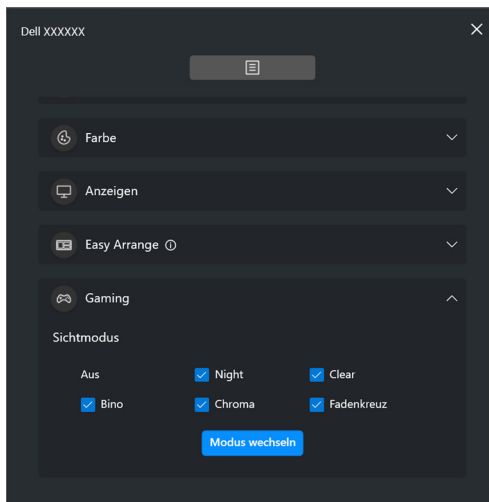 Dell XXXXXX
Farbe
Anzeigen
Easy Arrange
Gaming
Sichtmodus
Aus Night Clear
Bino Chroma Fadenkreuz
Modus wechseln